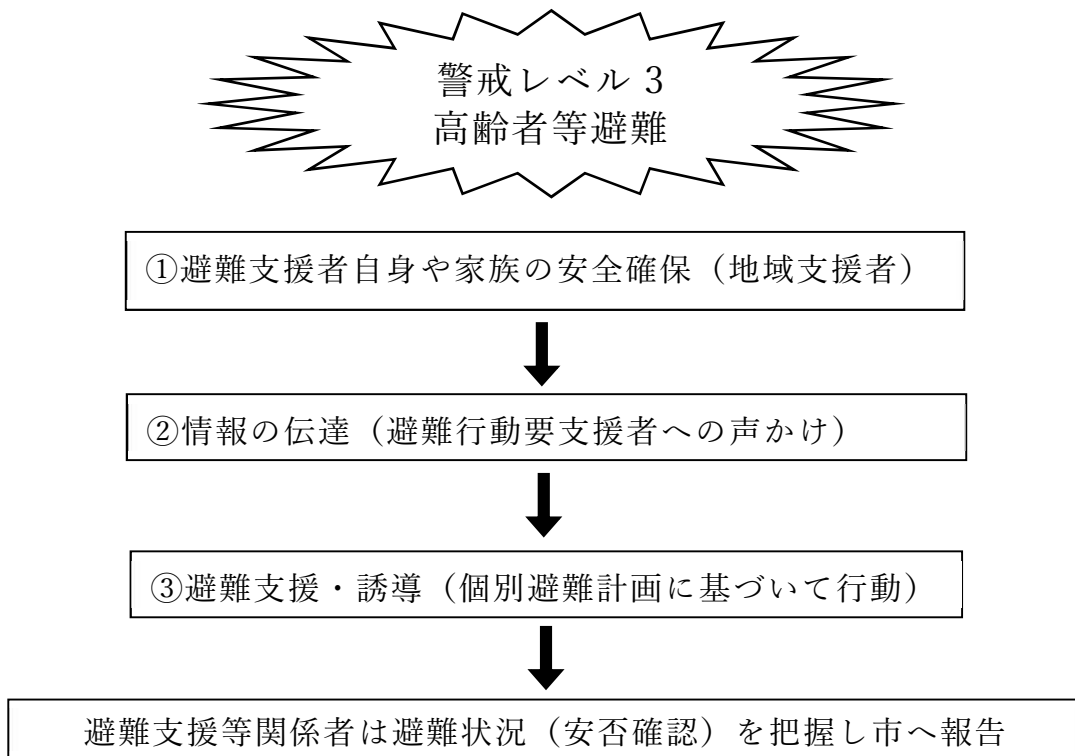 警戒レベル3
高齢者等避難
①避難支援者自身や家族の安全確保（地域支援者）
②情報の伝達（避難行動要支援者への声かけ）
③避難支援・誘導（個別避難計画に基づいて行動）
避難支援等関係者は避難状況（安否確認）を把握し市へ報告